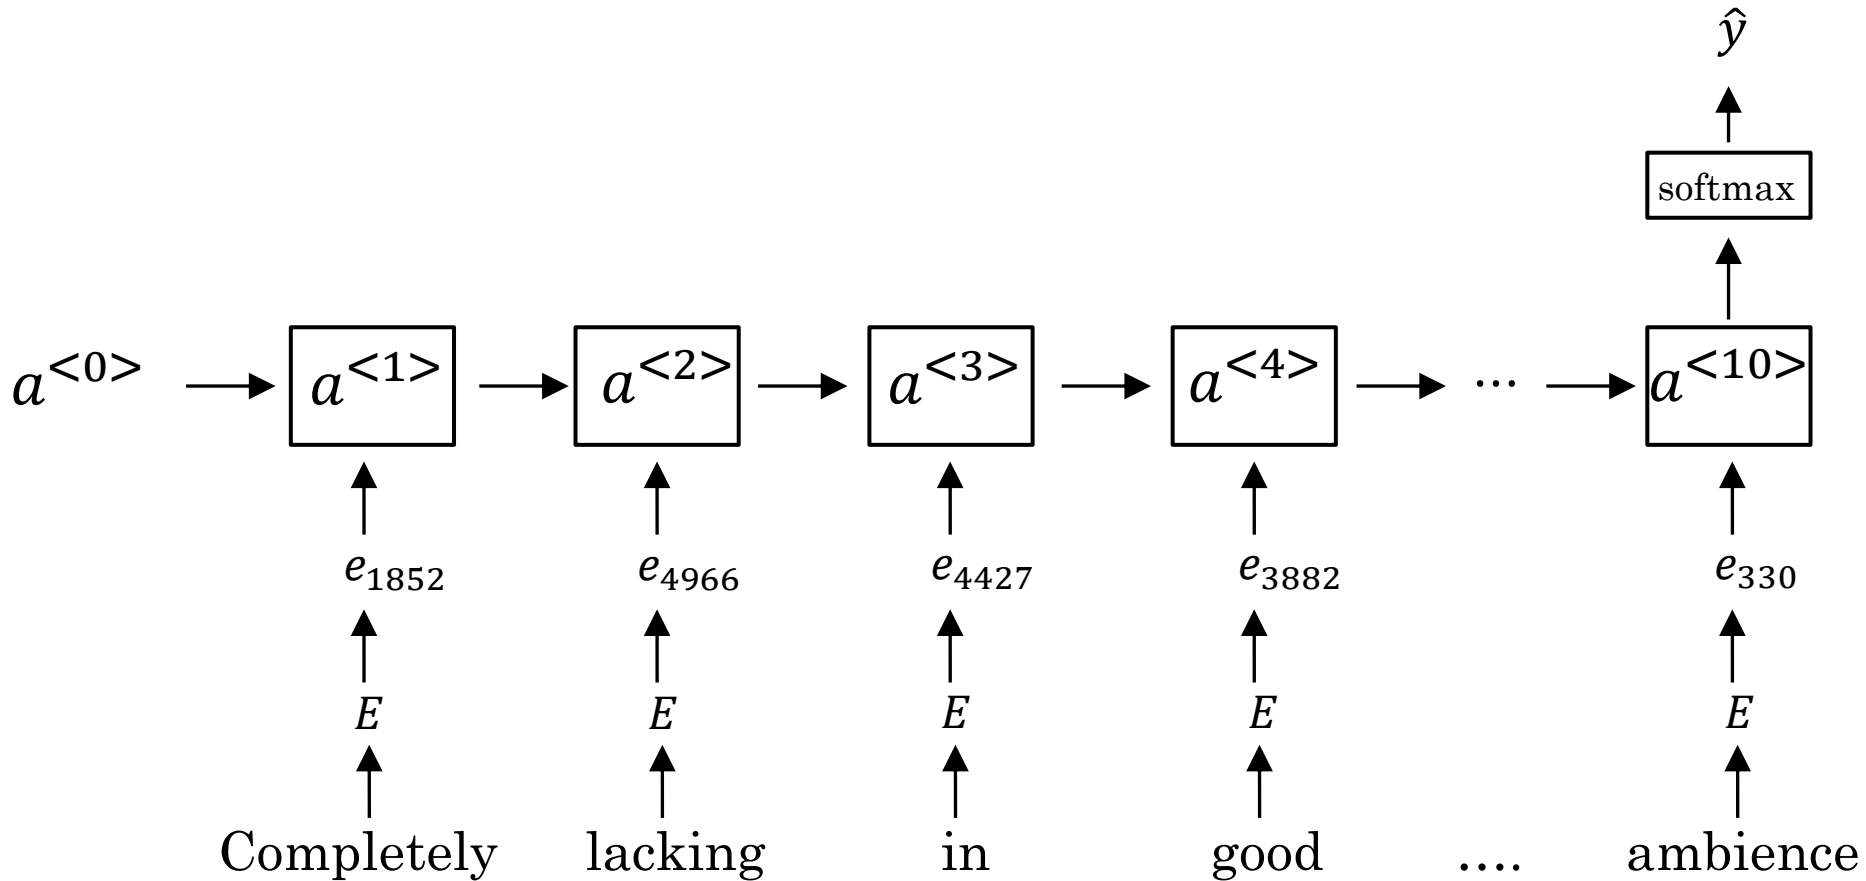 ŷ
softmax
a<0> a<1> a<2> a<3> a<4> ... a<10>
e1852 e4966 e4427 e3882 e330
E E E E E
Completely lacking in good .... ambience